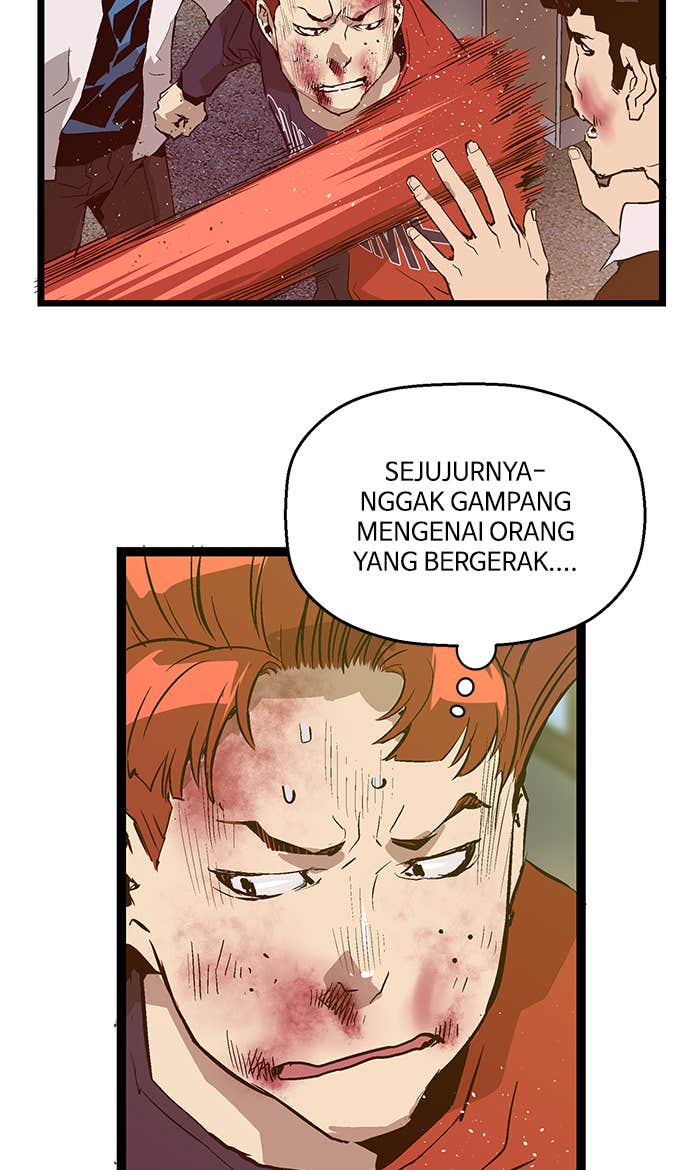 SEJUJURNYA-
NGGAK GAMPANG
MENGENAI ORANG
YANG BERGERAK....